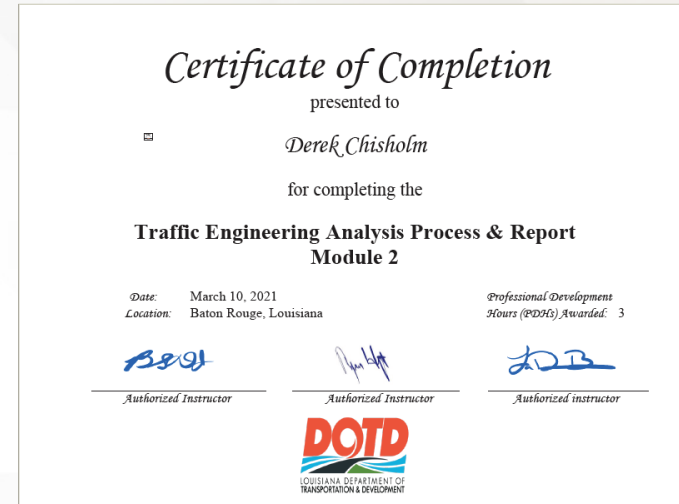 Certificate of Completion
presented to
Derek Chisholm
for completing the
Traffic Engineering Analysis Process & Report
Module 2
Date: March 10, 2021
Location: Baton Rouge, Louisiana
Professional Development
Hours (PDHs) Awarded: 3
Authorized Instructor
Authorized Instructor
Authorized instructor
DOTD
LOUISIANA DEPARTMENT OF
TRANSPORTATION & DEVELOPMENT